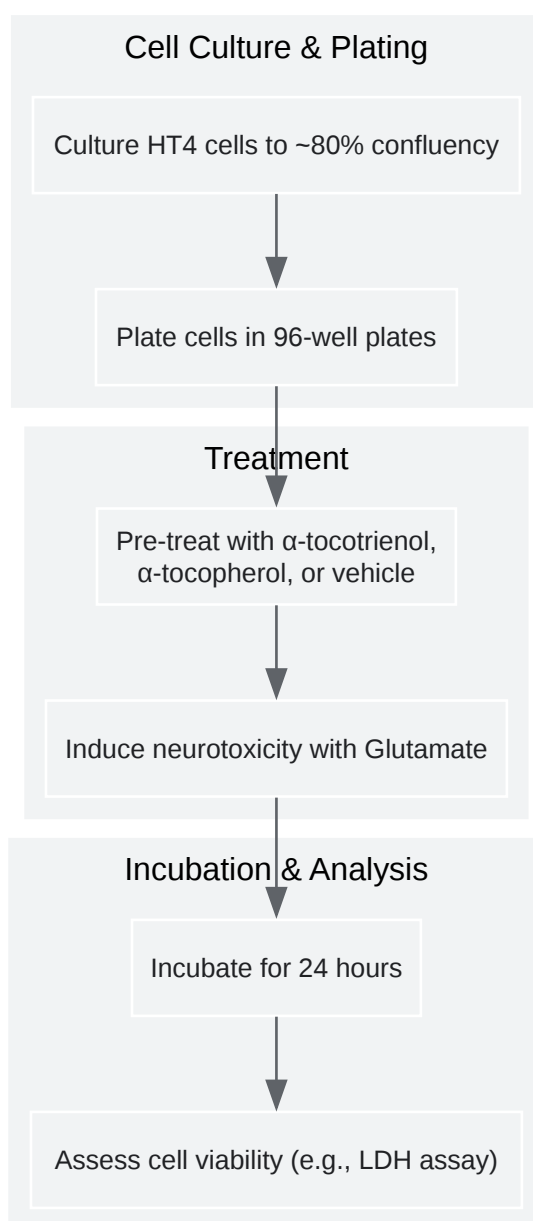 Cell Culture & Plating
Culture HT4 cells to ~80% confluency
Plate cells in 96-well plates
Treatment
Pre-treat with α-tocotrienol,
α-tocopherol, or vehicle
Induce neurotoxicity with Glutamate
Incubation & Analysis
Incubate for 24 hours
Assess cell viability (e.g., LDH assay)